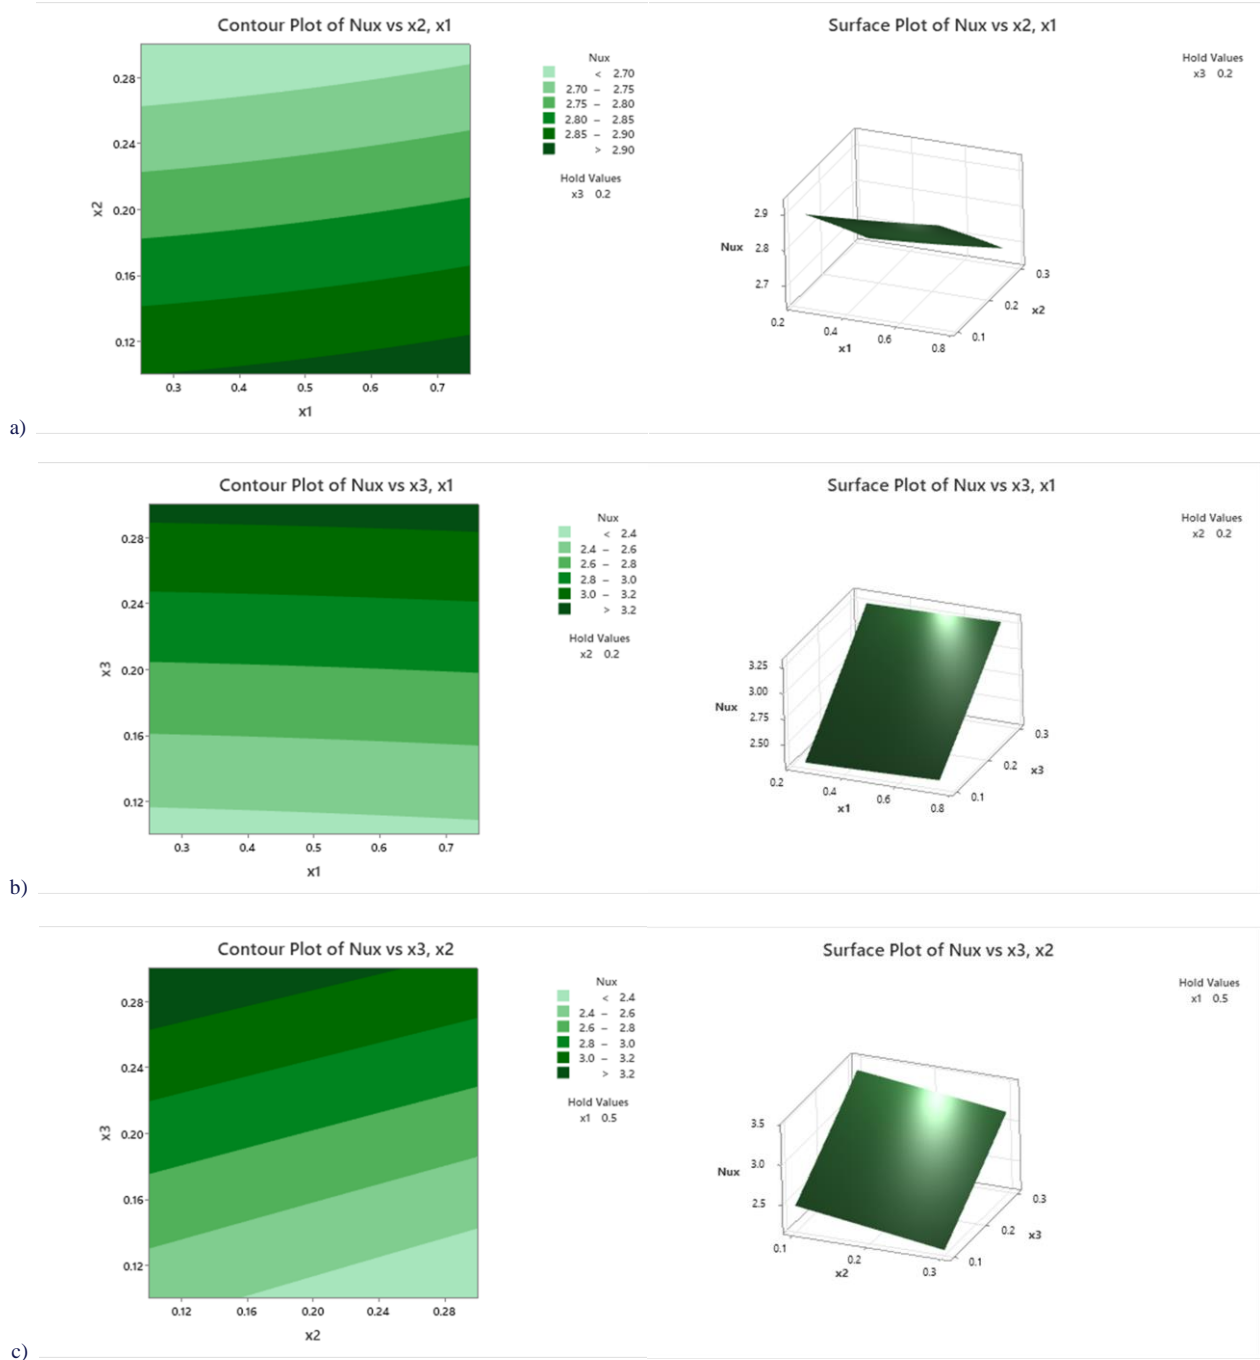 Contour Plot of Nux vs x2, x1
Nux
< 2.70
2.70 – 2.75
2.75 – 2.80
2.80 – 2.85
2.85 – 2.90
> 2.90
Hold Values
x3 0.2
x2
0.28
0.24
0.20
0.16
0.12
0.3 0.4 0.5 0.6 0.7
x1
Surface Plot of Nux vs x2, x1
Hold Values
x3 0.2
2.9
Nux 2.8
2.7
0.2 0.4 0.6 0.8
x1
0.1 0.2 0.3
x2
a)
Contour Plot of Nux vs x3, x1
Nux
< 2.4
2.4 – 2.6
2.6 – 2.8
2.8 – 3.0
3.0 – 3.2
> 3.2
Hold Values
x2 0.2
x3
0.28
0.24
0.20
0.16
0.12
0.3 0.4 0.5 0.6 0.7
x1
Surface Plot of Nux vs x3, x1
Hold Values
x2 0.2
3.25
3.00
Nux
2.75
2.50
0.2 0.4 0.6 0.8
x1
0.1 0.2 0.3
x3
b)
Contour Plot of Nux vs x3, x2
Nux
< 2.4
2.4 – 2.6
2.6 – 2.8
2.8 – 3.0
3.0 – 3.2
> 3.2
Hold Values
x1 0.5
x3
0.28
0.24
0.20
0.16
0.12
0.12 0.16 0.20 0.24 0.28
x2
Surface Plot of Nux vs x3, x2
Hold Values
x1 0.5
3.5
Nux 3.0
2.5
0.1 0.2 0.3
x2
0.1 0.2 0.3
x3
c)